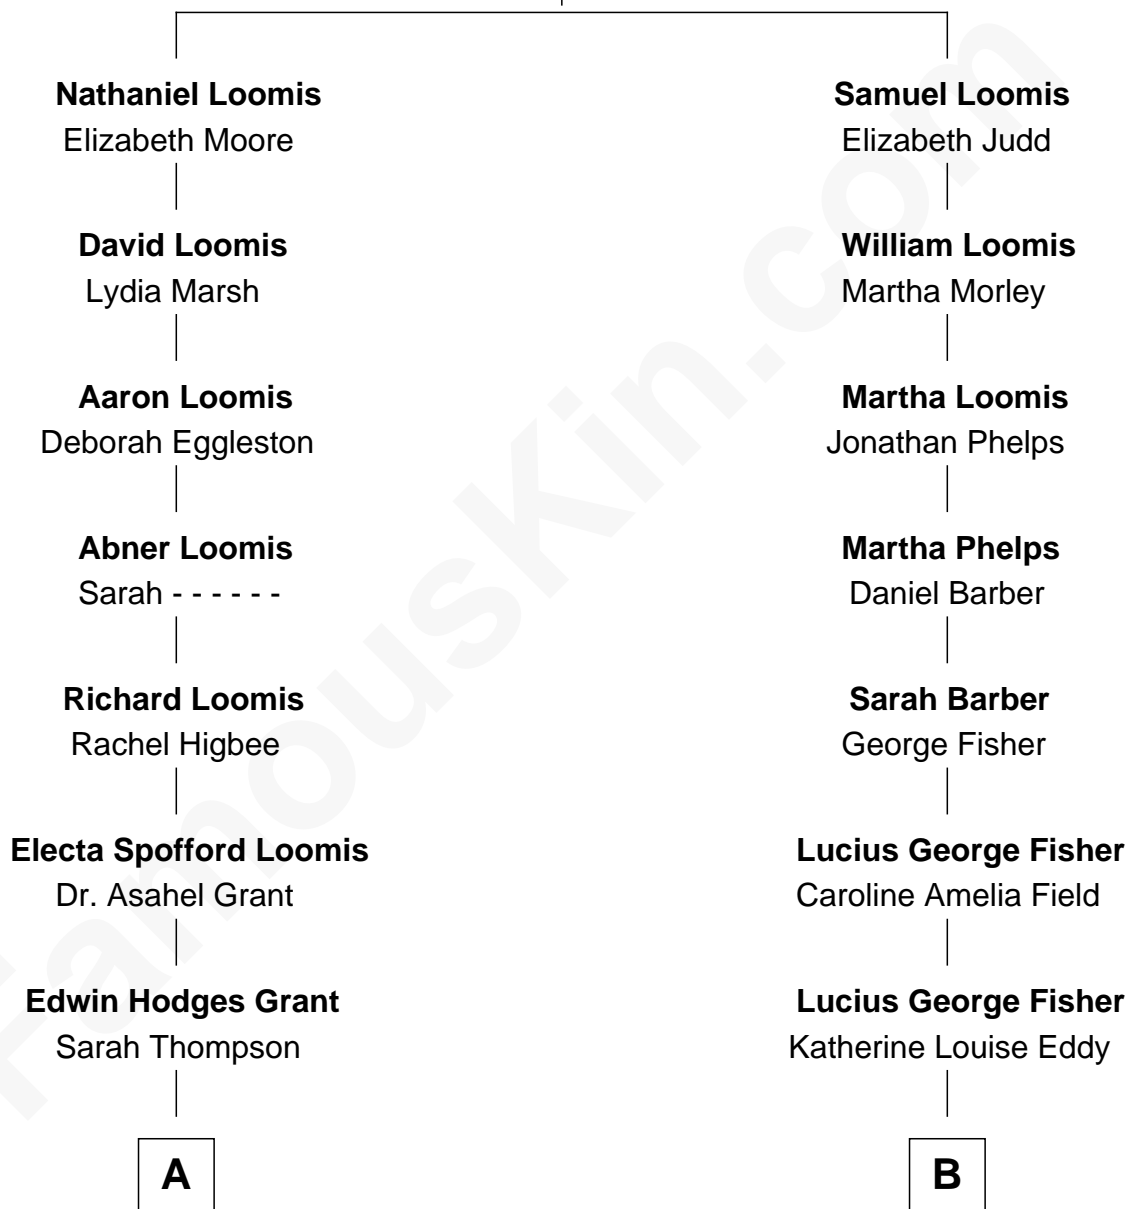 Nathaniel Loomis
Elizabeth Moore
Samuel Loomis
Elizabeth Judd
David Loomis
Lydia Marsh
William Loomis
Martha Morley
Aaron Loomis
Deborah Eggleston
Martha Loomis
Jonathan Phelps
Abner Loomis
Sarah - - - - - -
Martha Phelps
Daniel Barber
Richard Loomis
Rachel Higbee
Sarah Barber
George Fisher
Electa Spofford Loomis
Dr. Asahel Grant
Lucius George Fisher
Caroline Amelia Field
Edwin Hodges Grant
Sarah Thompson
Lucius George Fisher
Katherine Louise Eddy
A
B
FamousKin.com